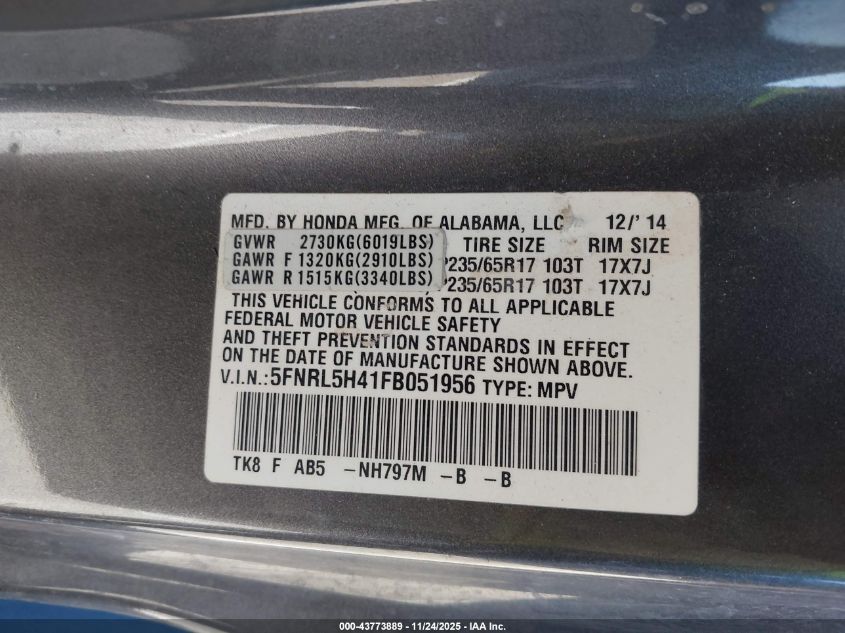 MFD. BY HONDA MFG. OF ALABAMA, LLC 12/'14
GVWR 2730KG(6019LBS) TIRE SIZE RIM SIZE
GAWR F 1320KG(2910LBS) P235/65R17 103T 17X7J
GAWR R 1515KG(3340LBS) P235/65R17 103T 17X7J
THIS VEHICLE CONFORMS TO ALL APPLICABLE
FEDERAL MOTOR VEHICLE SAFETY
AND THEFT PREVENTION STANDARDS IN EFFECT
ON THE DATE OF MANUFACTURE SHOWN ABOVE.
V.I.N.:5FNRL5H41FB051956 TYPE: MPV
TK8 F AB5 -NH797M -B -B
000-43773889 - 11/24/2025 - IAA Inc.